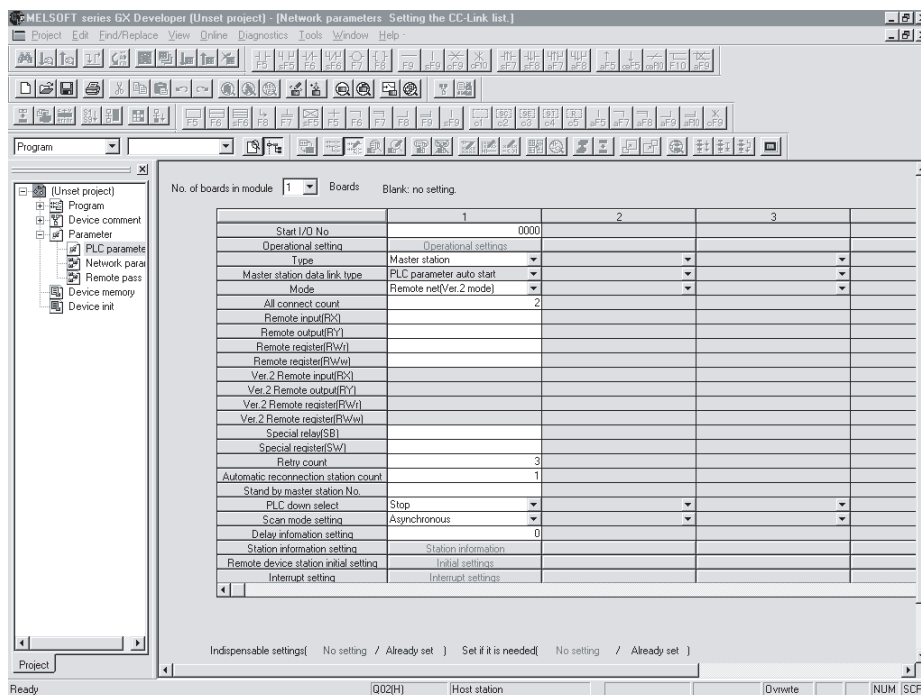 MELSOFT series GX Developer (Unset project) - [Network parameters Setting the CC-Link list.]
Project Edit Find/Replace View Online Diagnostics Tools Window Help
Program
No. of boards in module 1 Boards Blank: no setting.
(Unset project)
Program
Device comment
Parameter
PLC paramete
Network para
Remote pass
Device memory
Device init
1 2 3
Start I/O No 0000
Operational setting Operational settings
Type Master station
Master station data link type PLC parameter auto start
Mode Remote net(Ver.2 mode)
All connect count 2
Remote input(RX)
Remote output(RY)
Remote register(RWr)
Remote register(RWw)
Ver.2 Remote input(RX)
Ver.2 Remote output(RY)
Ver.2 Remote register(RWr)
Ver.2 Remote register(RWw)
Special relay(SB)
Special register(SW)
Retry count 3
Automatic reconnection station count 1
Stand by master station No.
PLC down select Stop
Scan mode setting Asynchronous
Delay infomation setting 0
Station information setting Station information
Remote device station initial setting Initial settings
Interrupt setting Interrupt settings
Indispensable settings( No setting / Already set ) Set if it is needed( No setting / Already set )
Project
Ready Q02(H) Host station Ovrwrte NUM SCF